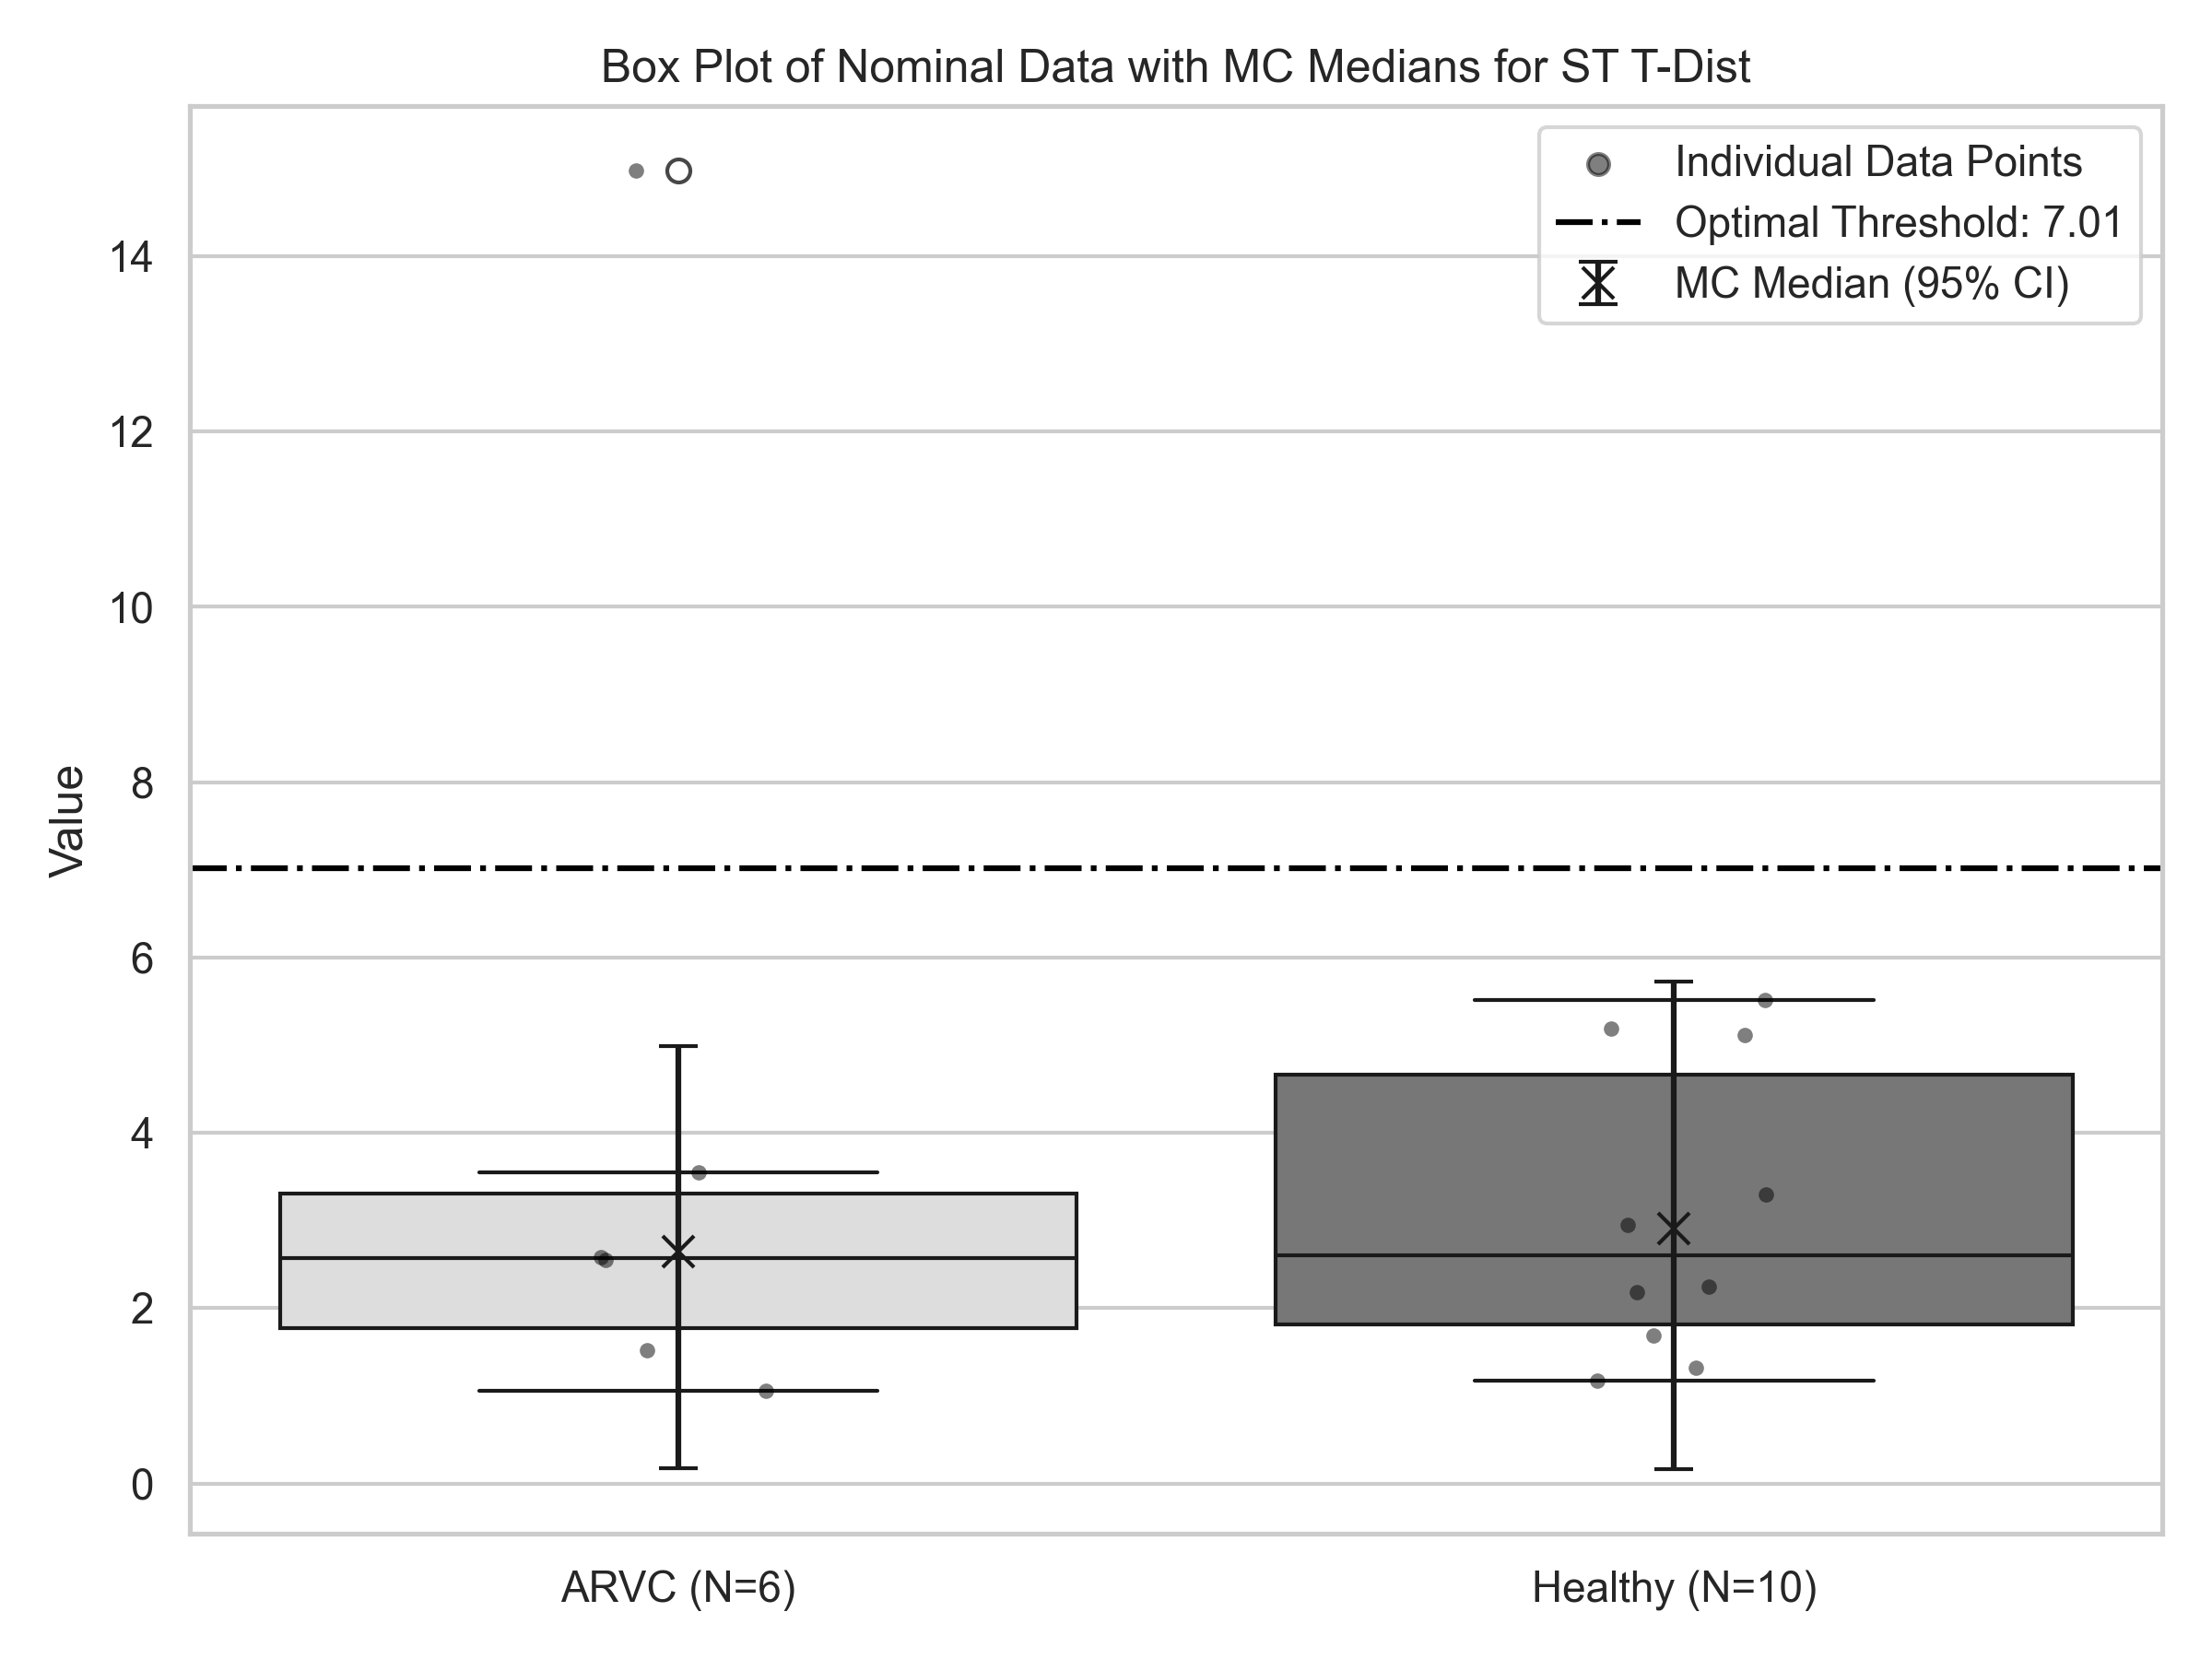 Box Plot of Nominal Data with MC Medians for ST T-Dist
Individual Data Points
Optimal Threshold: 7.01
MC Median (95% CI)
Value
14
12
10
8
6
4
2
0
ARVC (N=6)
Healthy (N=10)